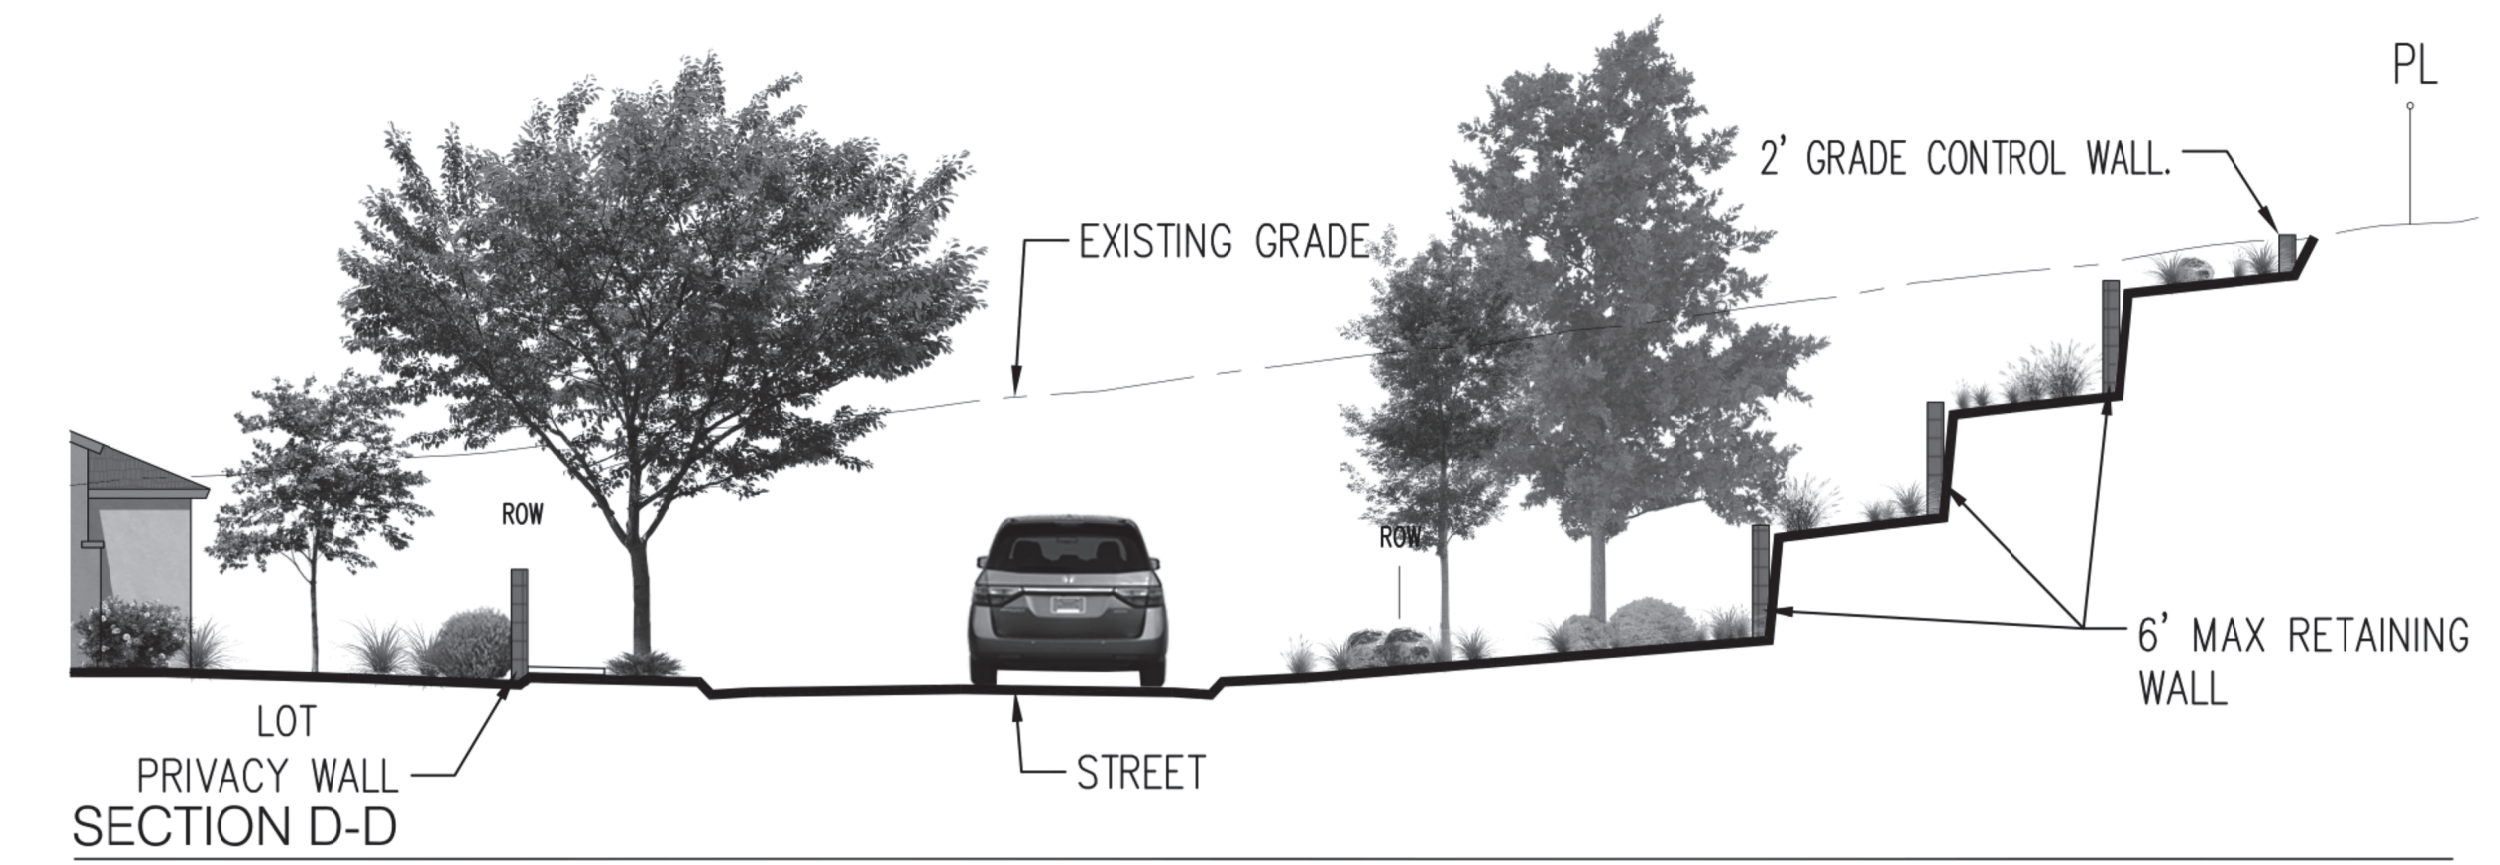 PL
2' GRADE CONTROL WALL.
EXISTING GRADE
ROW
ROW
6' MAX RETAINING
WALL
LOT
PRIVACY WALL
STREET
SECTION D-D